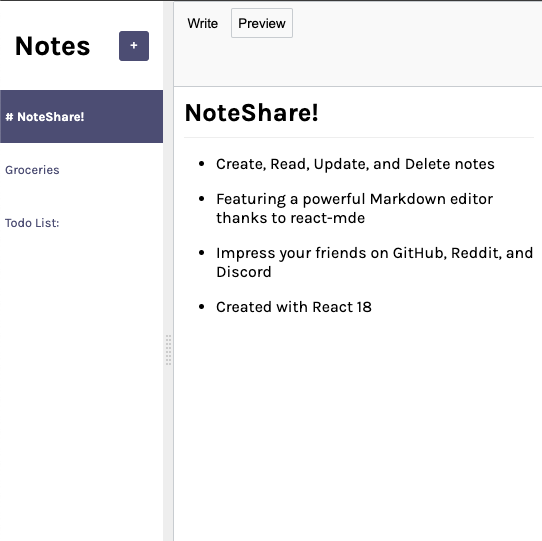 Notes
+
# NoteShare!
Groceries
Todo List:
Write Preview
NoteShare!
• Create, Read, Update, and Delete notes
• Featuring a powerful Markdown editor
thanks to react-mde
• Impress your friends on GitHub, Reddit, and
Discord
• Created with React 18